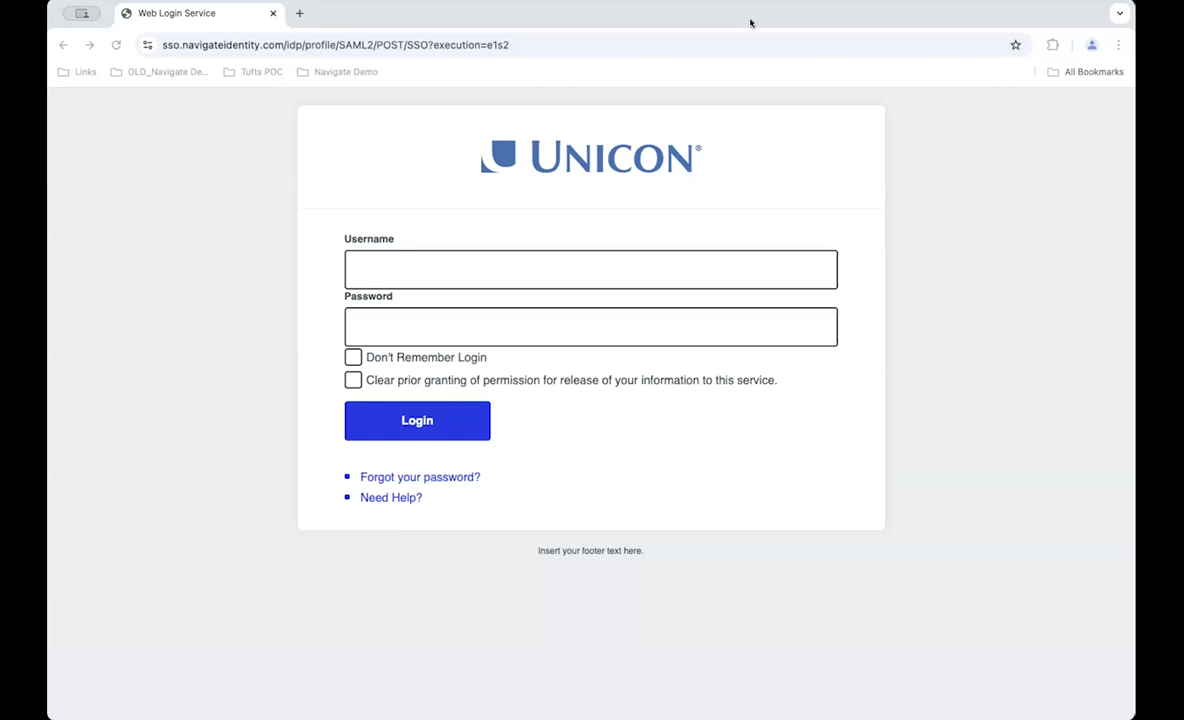 Web Login Service
sso.navigateidentity.com/idp/profile/SAML2/POST/SSO?execution=e1s2
Links OLD_Navigate De... Tufts POC Navigate Demo All Bookmarks
UNICON®
Username
Password
Don't Remember Login
Clear prior granting of permission for release of your information to this service.
Login
Forgot your password?
Need Help?
Insert your footer text here.